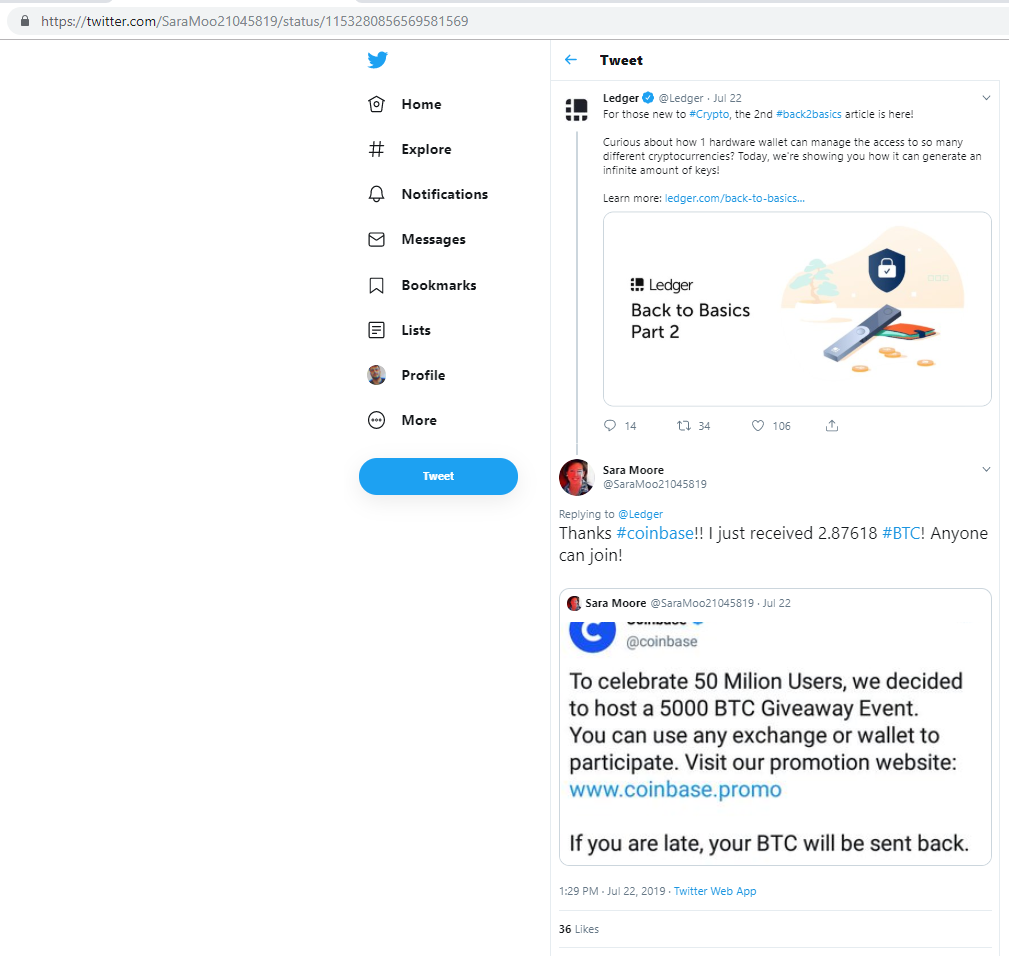 https://twitter.com/SaraMoo21045819/status/1153280856569581569
Home
Explore
Notifications
Messages
Bookmarks
Lists
Profile
More
Tweet
Tweet
Ledger @Ledger · Jul 22
For those new to #Crypto, the 2nd #back2basics article is here!
Curious about how 1 hardware wallet can manage the access to so many
different cryptocurrencies? Today, we're showing you how it can generate an
infinite amount of keys!
Learn more: ledger.com/back-to-basics...
Ledger
Back to Basics
Part 2
14 34 106
Sara Moore
@SaraMoo21045819
Replying to @Ledger
Thanks #coinbase!! I just received 2.87618 #BTC! Anyone
can join!
Sara Moore @SaraMoo21045819 · Jul 22
@coinbase
To celebrate 50 Milion Users, we decided
to host a 5000 BTC Giveaway Event.
You can use any exchange or wallet to
participate. Visit our promotion website:
www.coinbase.promo
If you are late, your BTC will be sent back.
1:29 PM · Jul 22, 2019 · Twitter Web App
36 Likes